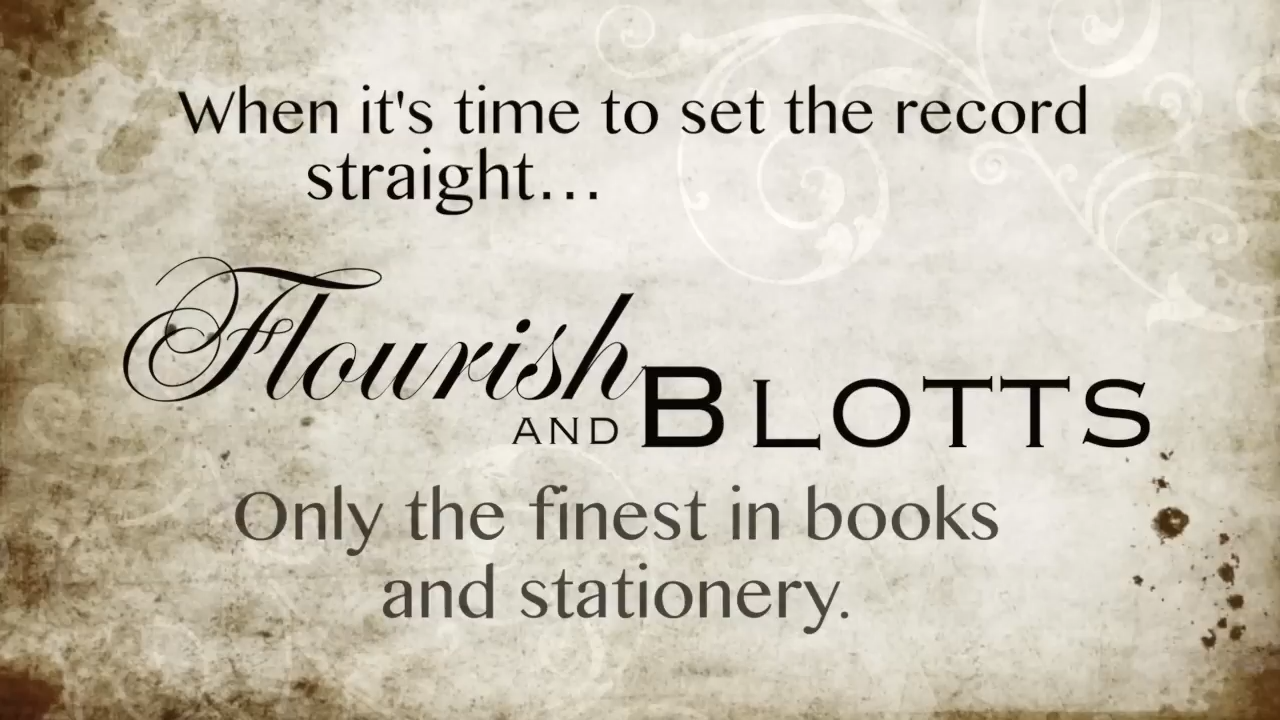 When it's time to set the record
straight...
Flourish
AND BLOTTS
Only the finest in books
and stationery.